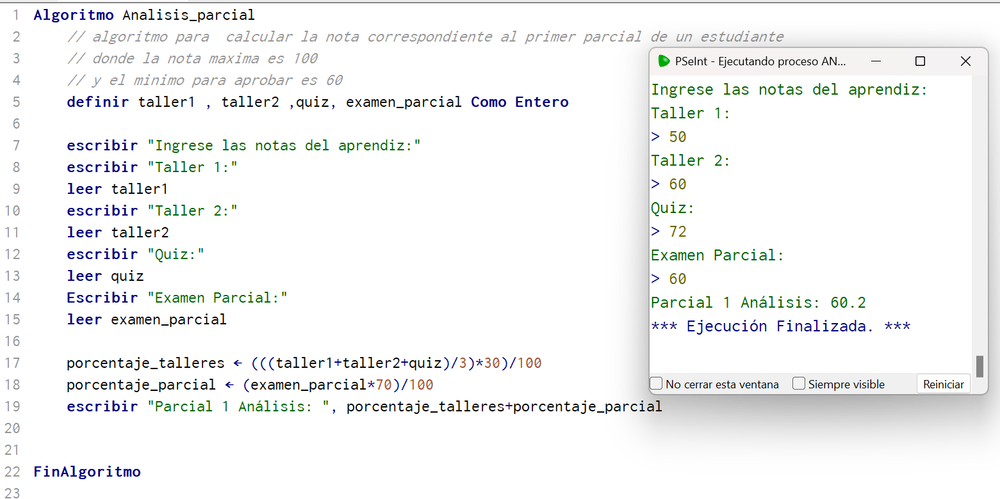 1 Algoritmo Analisis_parcial
2 // algoritmo para  calcular la nota correspondiente al primer parcial de un estudiante
3 // donde la nota maxima es 100
4 // y el minimo para aprobar es 60
5 definir taller1 , taller2 ,quiz, examen_parcial Como Entero
6
7 escribir "Ingrese las notas del aprendiz:"
8 escribir "Taller 1:"
9 leer taller1
10 escribir "Taller 2:"
11 leer taller2
12 escribir "Quiz:"
13 leer quiz
14 Escribir "Examen Parcial:"
15 leer examen_parcial
16
17 porcentaje_talleres ← (((taller1+taller2+quiz)/3)*30)/100
18 porcentaje_parcial ← (examen_parcial*70)/100
19 escribir "Parcial 1 Análisis: ", porcentaje_talleres+porcentaje_parcial
20
21
22 FinAlgoritmo
23
PSeInt - Ejecutando proceso AN...
Ingrese las notas del aprendiz:
Taller 1:
> 50
Taller 2:
> 60
Quiz:
> 72
Examen Parcial:
> 60
Parcial 1 Análisis: 60.2
*** Ejecución Finalizada. ***
No cerrar esta ventana Siempre visible Reiniciar